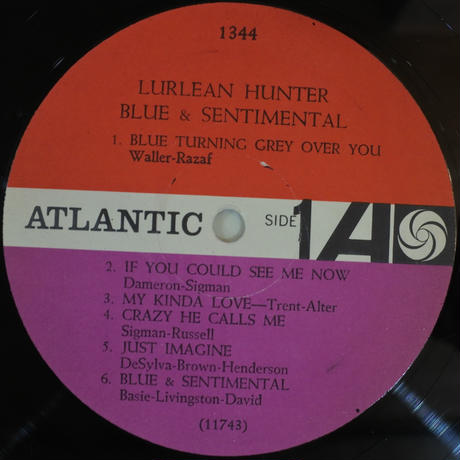 1344
LURLEAN HUNTER
BLUE & SENTIMENTAL
1. BLUE TURNING GREY OVER YOU
Waller-Razaf
ATLANTIC SIDE 1 A
2. IF YOU COULD SEE ME NOW
Dameron-Sigman
3. MY KINDA LOVE—Trent-Alter
4. CRAZY HE CALLS ME
Sigman-Russell
5. JUST IMAGINE
DeSylva-Brown-Henderson
6. BLUE & SENTIMENTAL
Basie-Livingston-David
(11743)